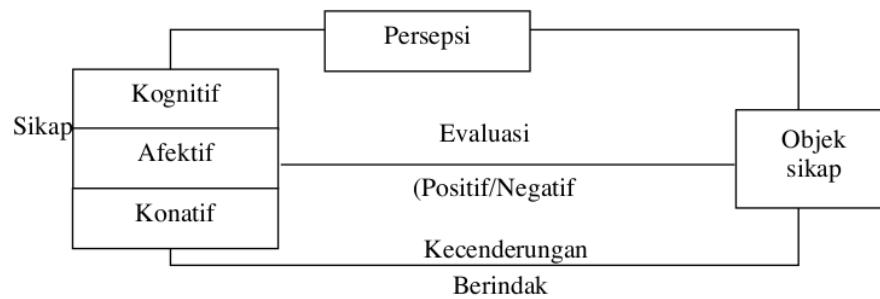 Persepsi
Kognitif
Sikap
Afektif
Konatif
Evaluasi
(Positif/Negatif
Objek
sikap
Kecenderungan
Berindak